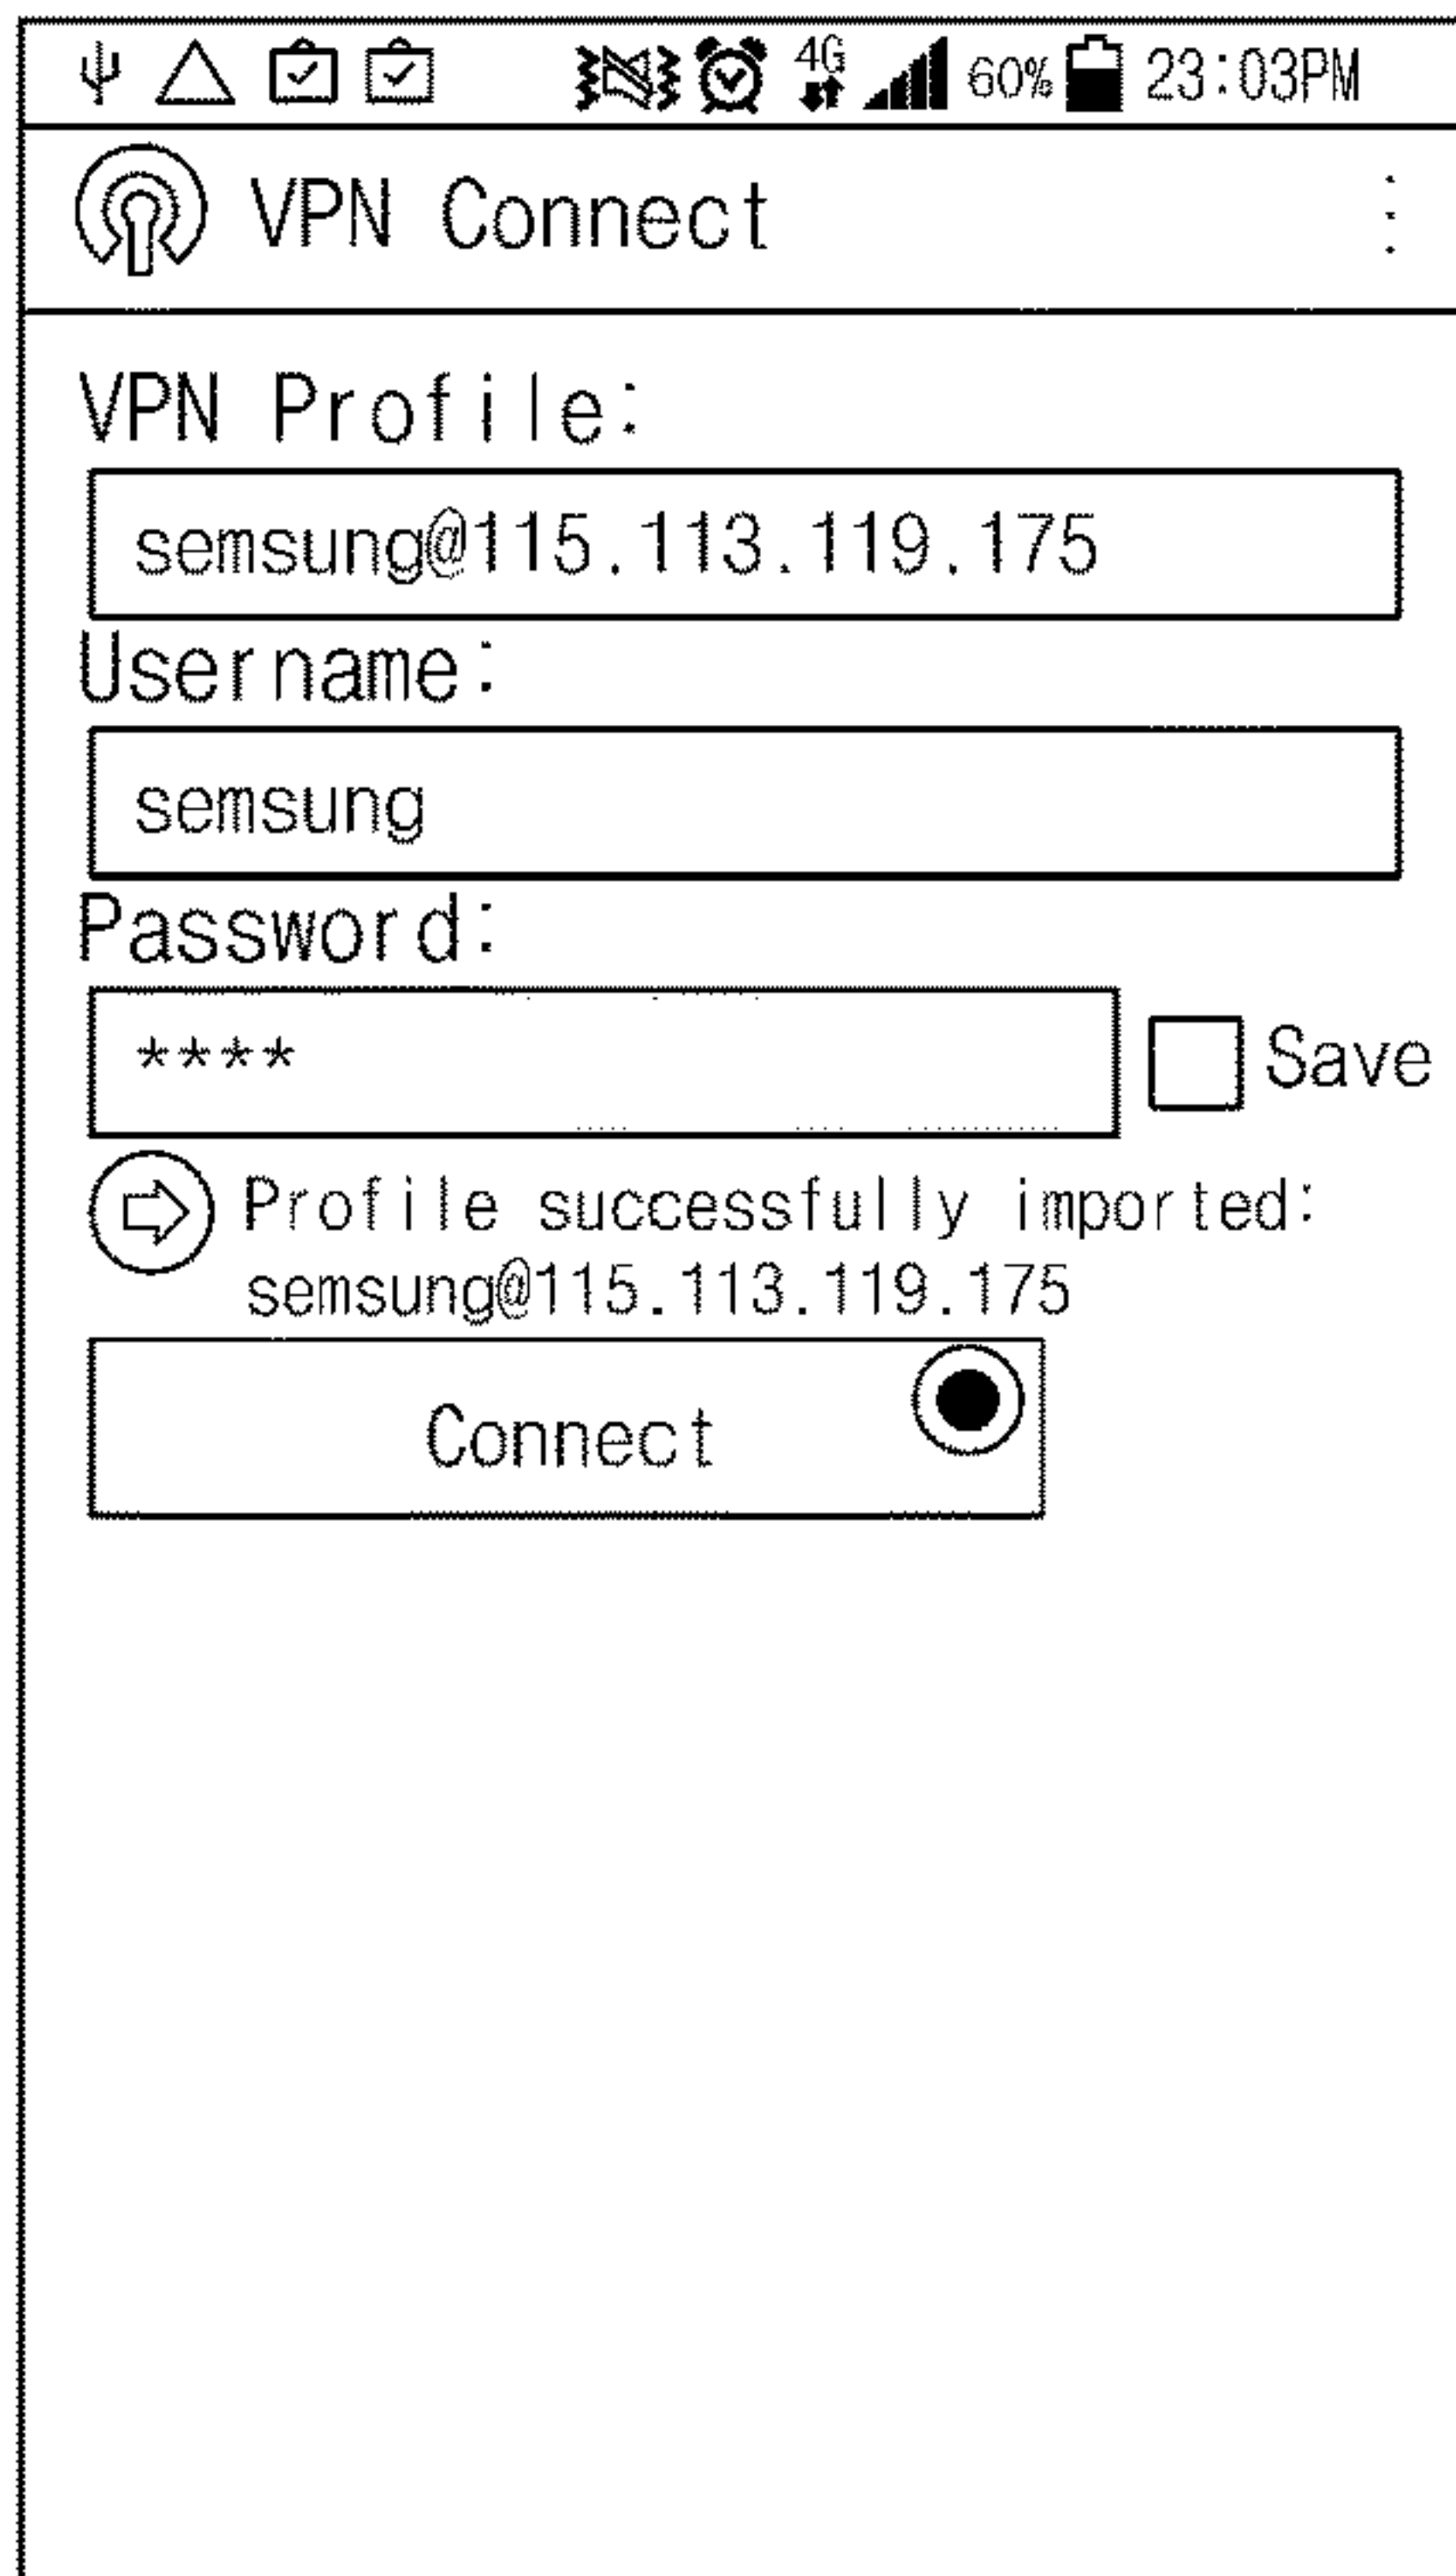 4G 60% 23:03PM
VPN Connect
VPN Profile:
semsung@115.113.119.175
Username:
semsung
Password:
****
Save
Profile successfully imported:
semsung@115.113.119.175
Connect